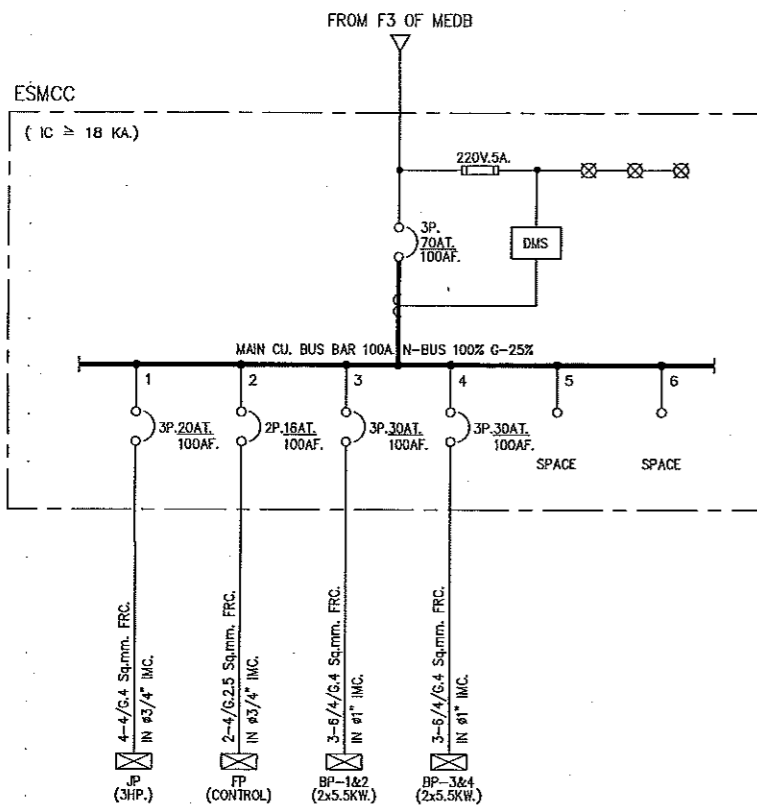 FROM F3 OF MEDB
ESMCC
( IC ≥ 18 KA.)
220V.5A.
3P.
70AT.
100AF.
DMS
MAIN CU. BUS BAR 100A N-BUS 100% G-25%
1
2
3
4
5
6
3P.20AT.
100AF.
2P.16AT.
100AF.
3P.30AT.
100AF.
3P.30AT.
100AF.
SPACE
SPACE
4-4/G.4 Sq.mm. FRC.
IN ø3/4" IMC.
2-4/G.2.5 Sq.mm. FRC.
IN ø3/4" IMC.
3-6/4/G.4 Sq.mm. FRC.
IN ø1" IMC.
3-6/4/G.4 Sq.mm. FRC.
IN ø1" IMC.
JP
(3HP.)
FP
(CONTROL)
BP-1&2
(2x5.5KW.)
BP-3&4
(2x5.5KW.)